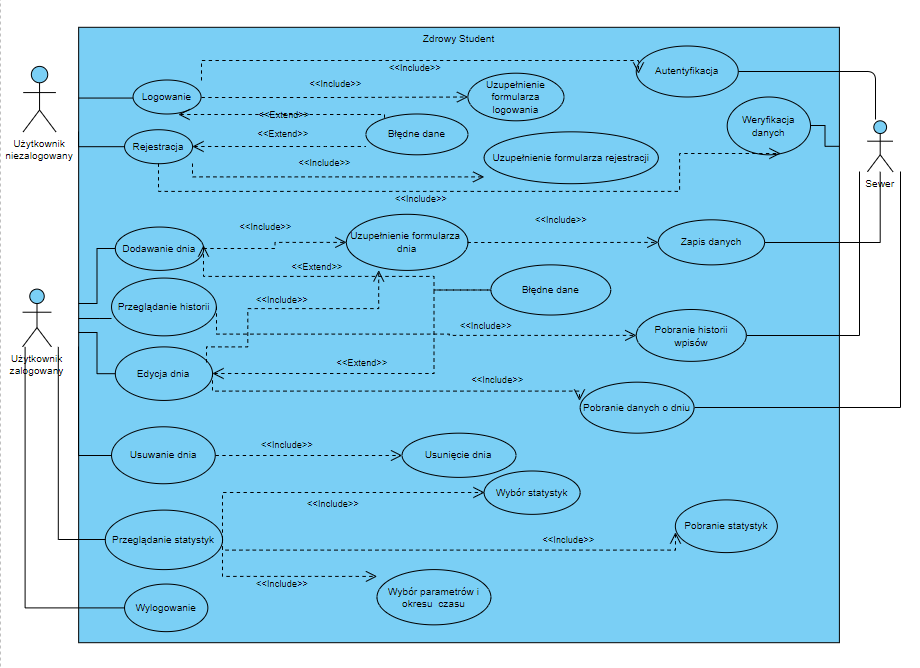 Zdrowy Student
<<Include>>
Autentyfikacja
Logowanie
<<Include>>
Uzupełnienie
formularza
logowania
<<Extend>>
Błędne dane
Weryfikacja
danych
Użytkownik
niezalogowany
Rejestracja
<<Extend>>
<<Include>>
Uzupełnienie formularza rejestracji
Sewer
<<Include>>
Dodawanie dnia
<<Include>>
Uzupełnienie formularza
dnia
<<Include>>
Zapis danych
<<Extend>>
Błędne dane
Przeglądanie historii
<<Include>>
<<Include>>
Pobranie historii
wpisów
Użytkownik
zalogowany
Edycja dnia
<<Extend>>
<<Include>>
Pobranie danych o dniu
Usuwanie dnia
<<Include>>
Usunięcie dnia
Wybór statystyk
<<Include>>
Przeglądanie statystyk
<<Include>>
Pobranie statystyk
<<Include>>
Wybór parametrów i
okresu czasu
Wylogowanie